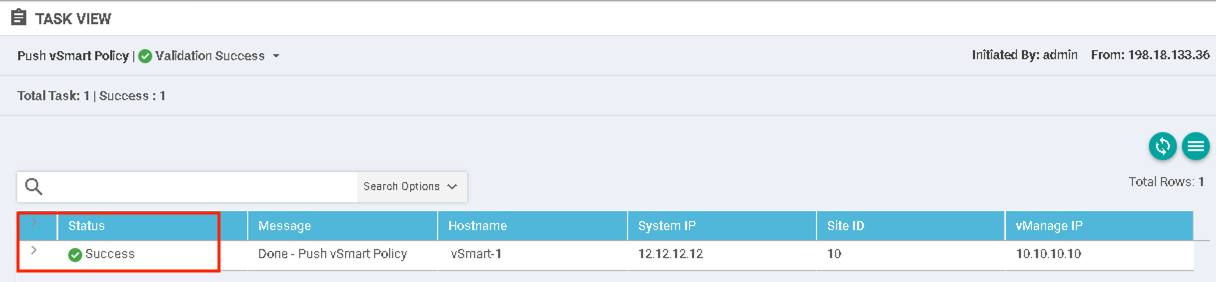 TASK VIEW
Push vSmart Policy | Validation Success Initiated By: admin From: 198.18.133.36
Total Task: 1 | Success : 1
Search Options Total Rows: 1
Status Message Hostname System IP Site ID vManage IP
Success Done - Push vSmart Policy vSmart-1 12.12.12.12 10 10.10.10.10